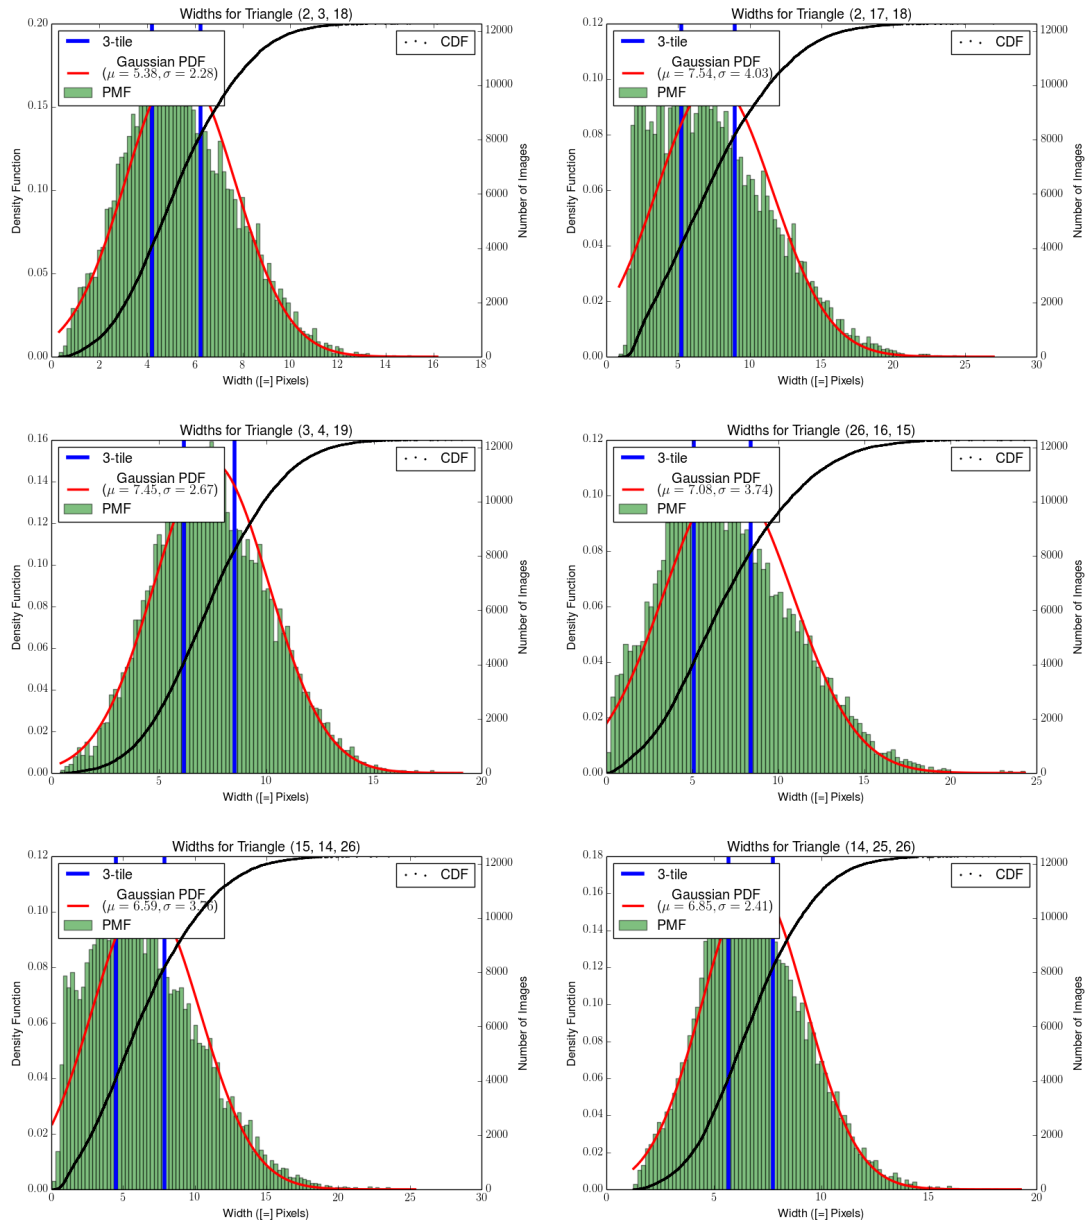 Widths for Triangle (2, 3, 18)
0.20
0.15
0.10
0.05
0.00
Density Function
3-tile
Gaussian PDF
(μ = 5.38, σ = 2.28)
PMF
CDF
12000
10000
8000
6000
4000
2000
0
Number of Images
0 2 4 6 8 10 12 14 16 18
Width ([=] Pixels)
Widths for Triangle (2, 17, 18)
0.12
0.10
0.08
0.06
0.04
0.02
0.00
Density Function
3-tile
Gaussian PDF
(μ = 7.54, σ = 4.03)
PMF
CDF
12000
10000
8000
6000
4000
2000
0
Number of Images
0 5 10 15 20 25 30
Width ([=] Pixels)
Widths for Triangle (3, 4, 19)
0.16
0.14
0.12
0.10
0.08
0.06
0.04
0.02
0.00
Density Function
3-tile
Gaussian PDF
(μ = 7.45, σ = 2.67)
PMF
CDF
12000
10000
8000
6000
4000
2000
0
Number of Images
0 5 10 15 20
Width ([=] Pixels)
Widths for Triangle (26, 16, 15)
0.12
0.10
0.08
0.06
0.04
0.02
0.00
Density Function
3-tile
Gaussian PDF
(μ = 7.08, σ = 3.74)
PMF
CDF
12000
10000
8000
6000
4000
2000
0
Number of Images
0 5 10 15 20 25
Width ([=] Pixels)
Widths for Triangle (15, 14, 26)
0.12
0.10
0.08
0.06
0.04
0.02
0.00
Density Function
3-tile
Gaussian PDF
(μ = 6.59, σ = 3.76)
PMF
CDF
12000
10000
8000
6000
4000
2000
0
Number of Images
0 5 10 15 20 25 30
Width ([=] Pixels)
Widths for Triangle (14, 25, 26)
0.18
0.16
0.14
0.12
0.10
0.08
0.06
0.04
0.02
0.00
Density Function
3-tile
Gaussian PDF
(μ = 6.85, σ = 2.41)
PMF
CDF
12000
10000
8000
6000
4000
2000
0
Number of Images
0 5 10 15 20
Width ([=] Pixels)